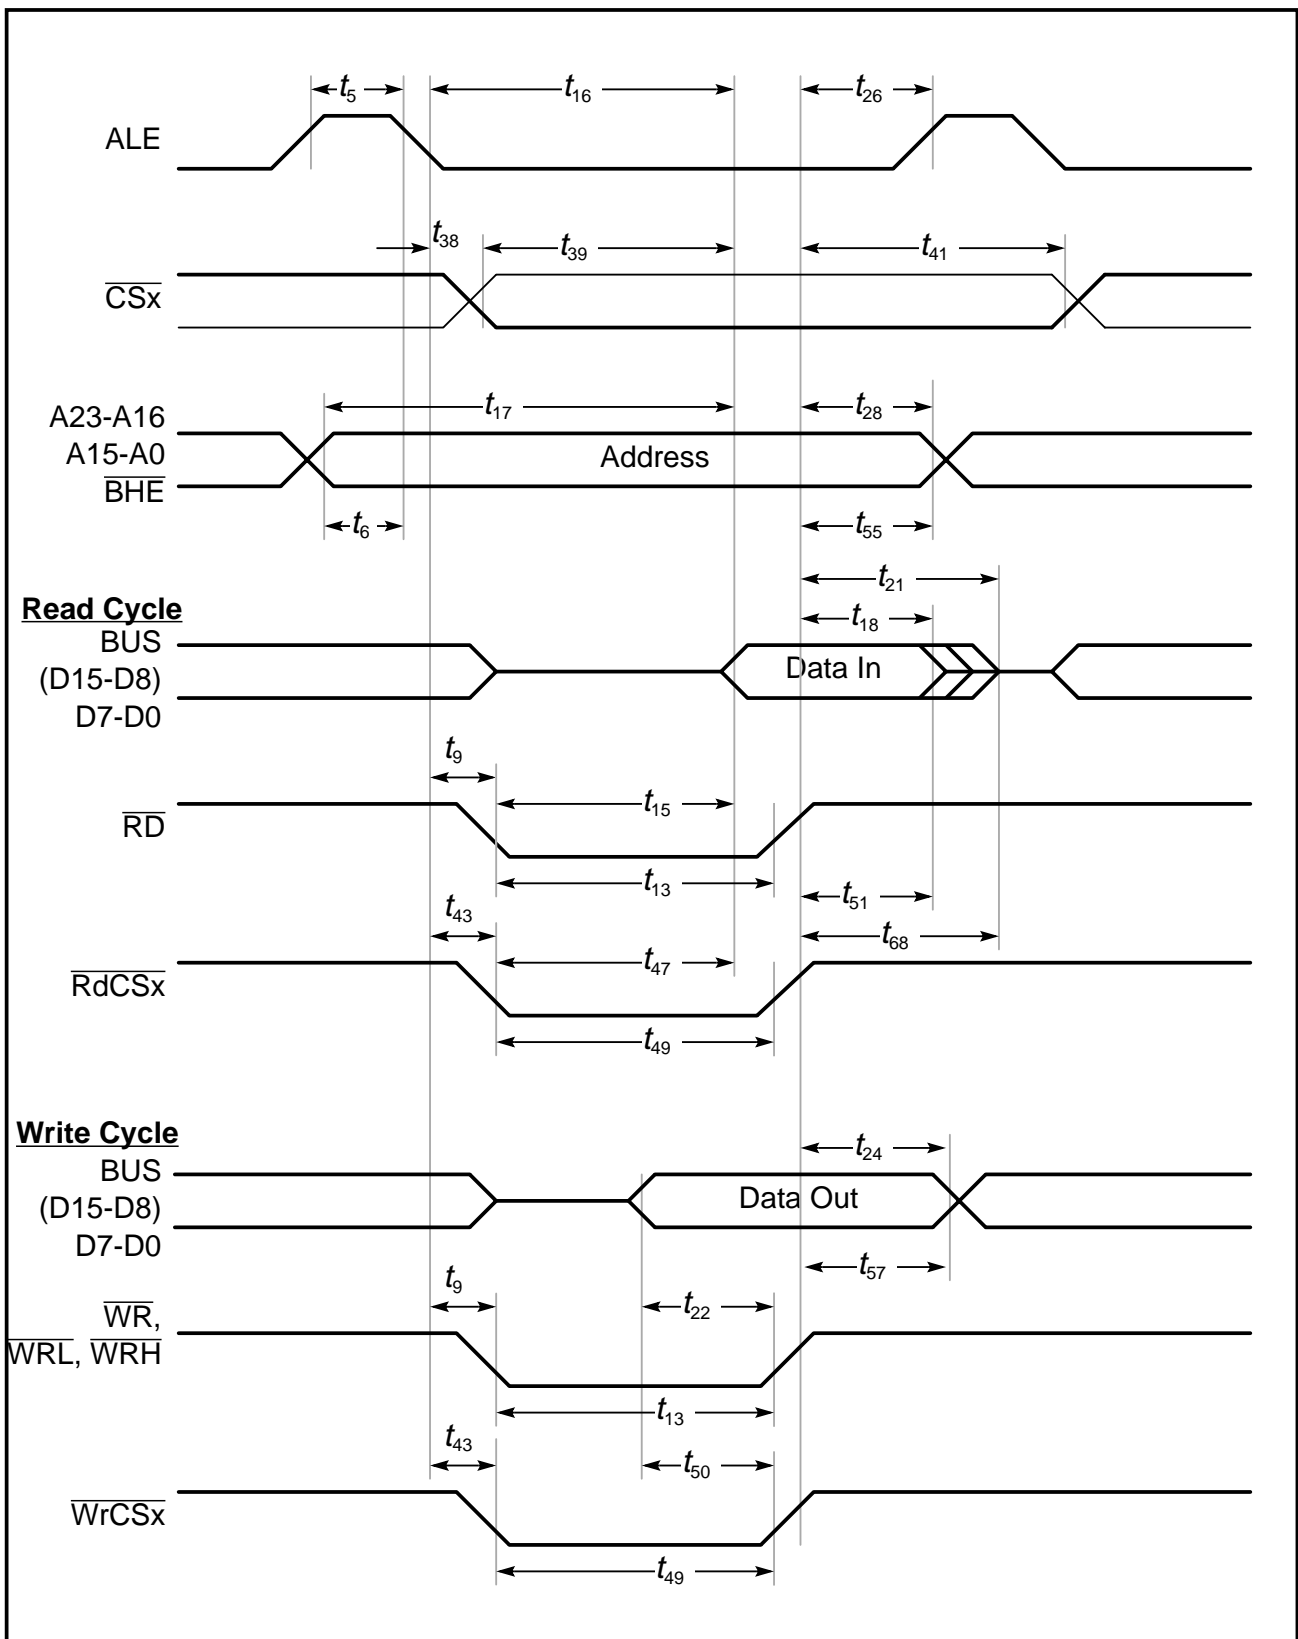 t5
t16
t26
ALE
t38
t39
t41
CSx
t17
t28
A23-A16
A15-A0
BHE
Address
t6
t55
t21
Read Cycle
t18
BUS
(D15-D8)
D7-D0
Data In
t9
t15
RD
t13
t51
t43
t68
t47
RdCSx
t49
Write Cycle
t24
BUS
(D15-D8)
D7-D0
Data Out
t57
t9
t22
WR,
WRL, WRH
t13
t43
t50
WrCSx
t49